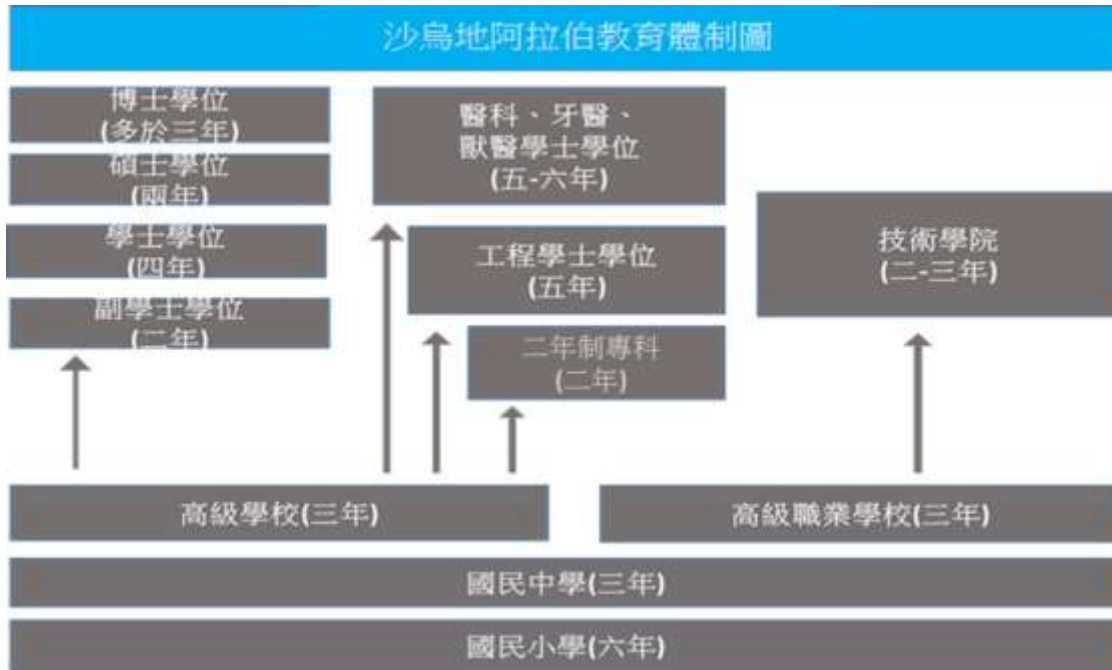 沙烏地阿拉伯教育體制圖
博士學位
(多於三年)
碩士學位
(兩年)
學士學位
(四年)
副學士學位
(二年)
醫科、牙醫、
獸醫學士學位
(五-六年)
工程學士學位
(五年)
二年制專科
(二年)
技術學院
(二-三年)
高級學校(三年)
高級職業學校(三年)
國民中學(三年)
國民小學(六年)